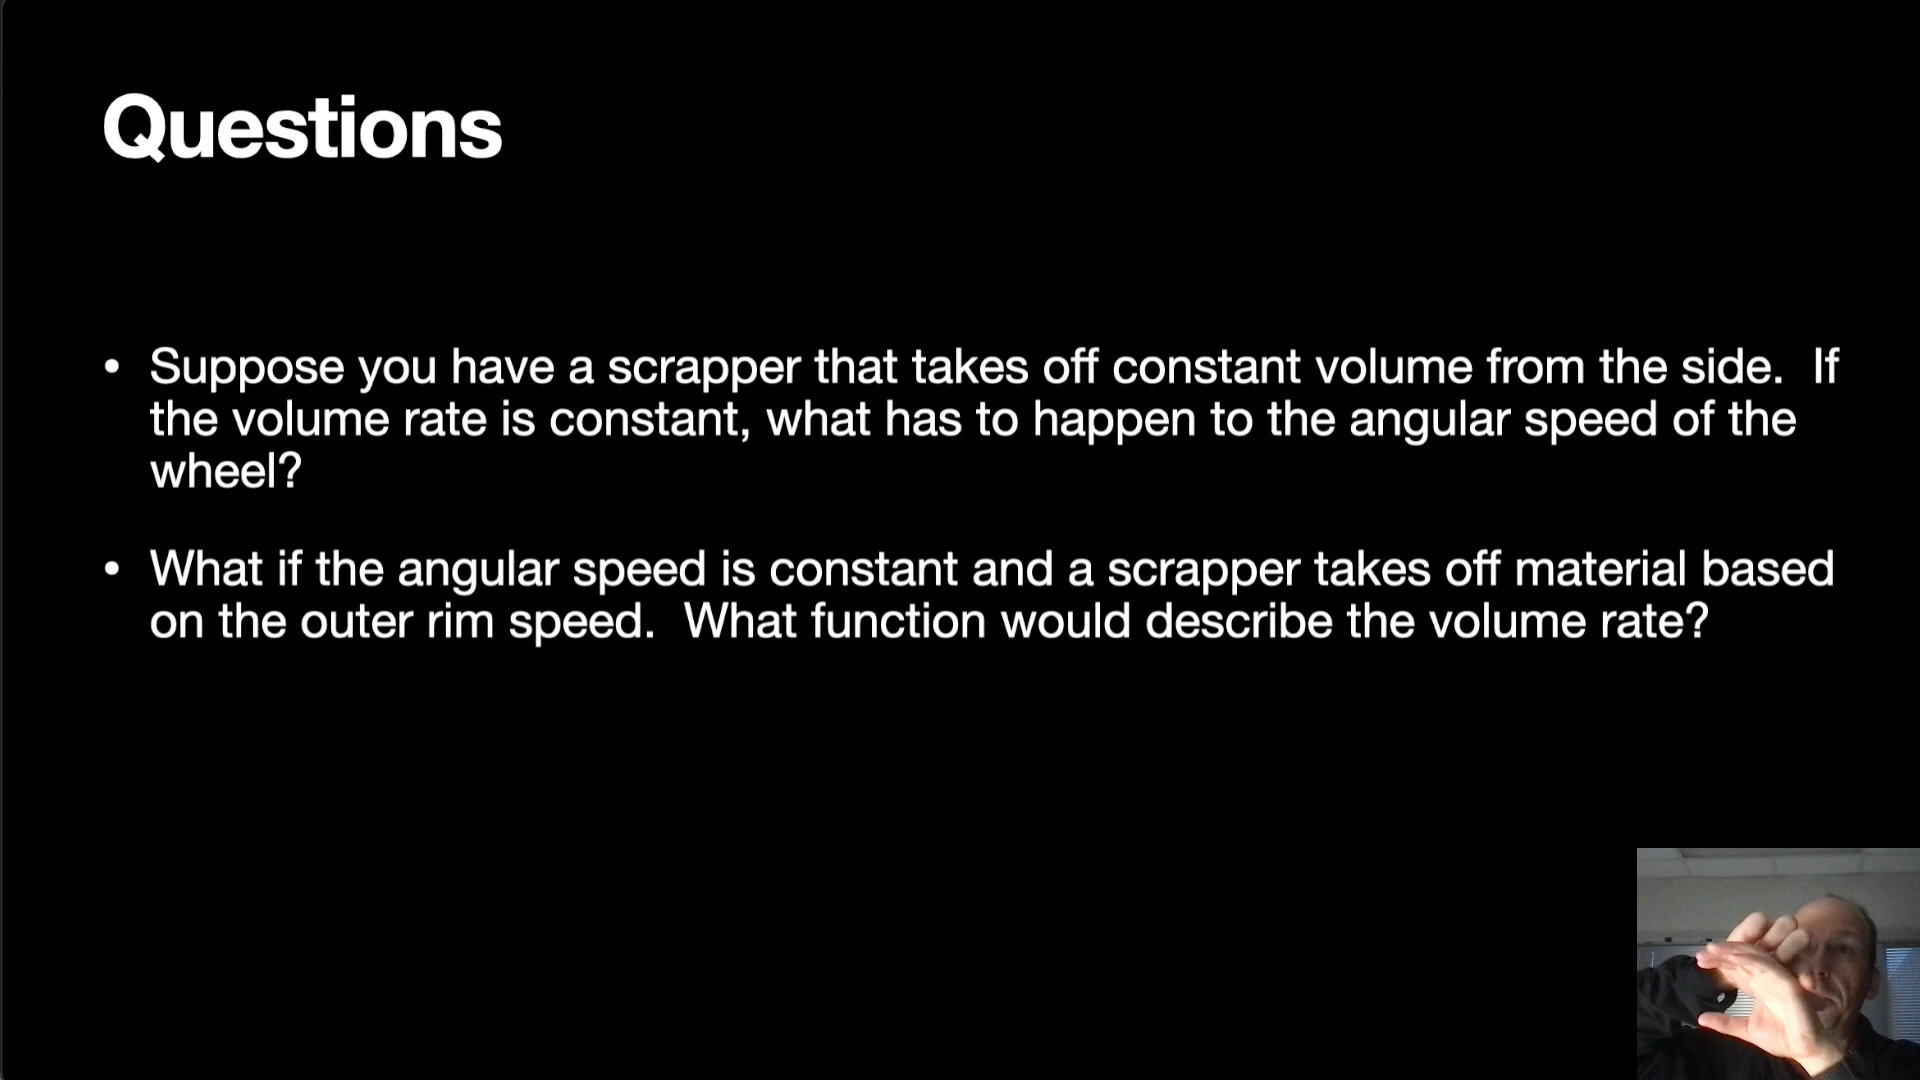 Questions
• Suppose you have a scrapper that takes off constant volume from the side.  If
the volume rate is constant, what has to happen to the angular speed of the
wheel?
• What if the angular speed is constant and a scrapper takes off material based
on the outer rim speed.  What function would describe the volume rate?